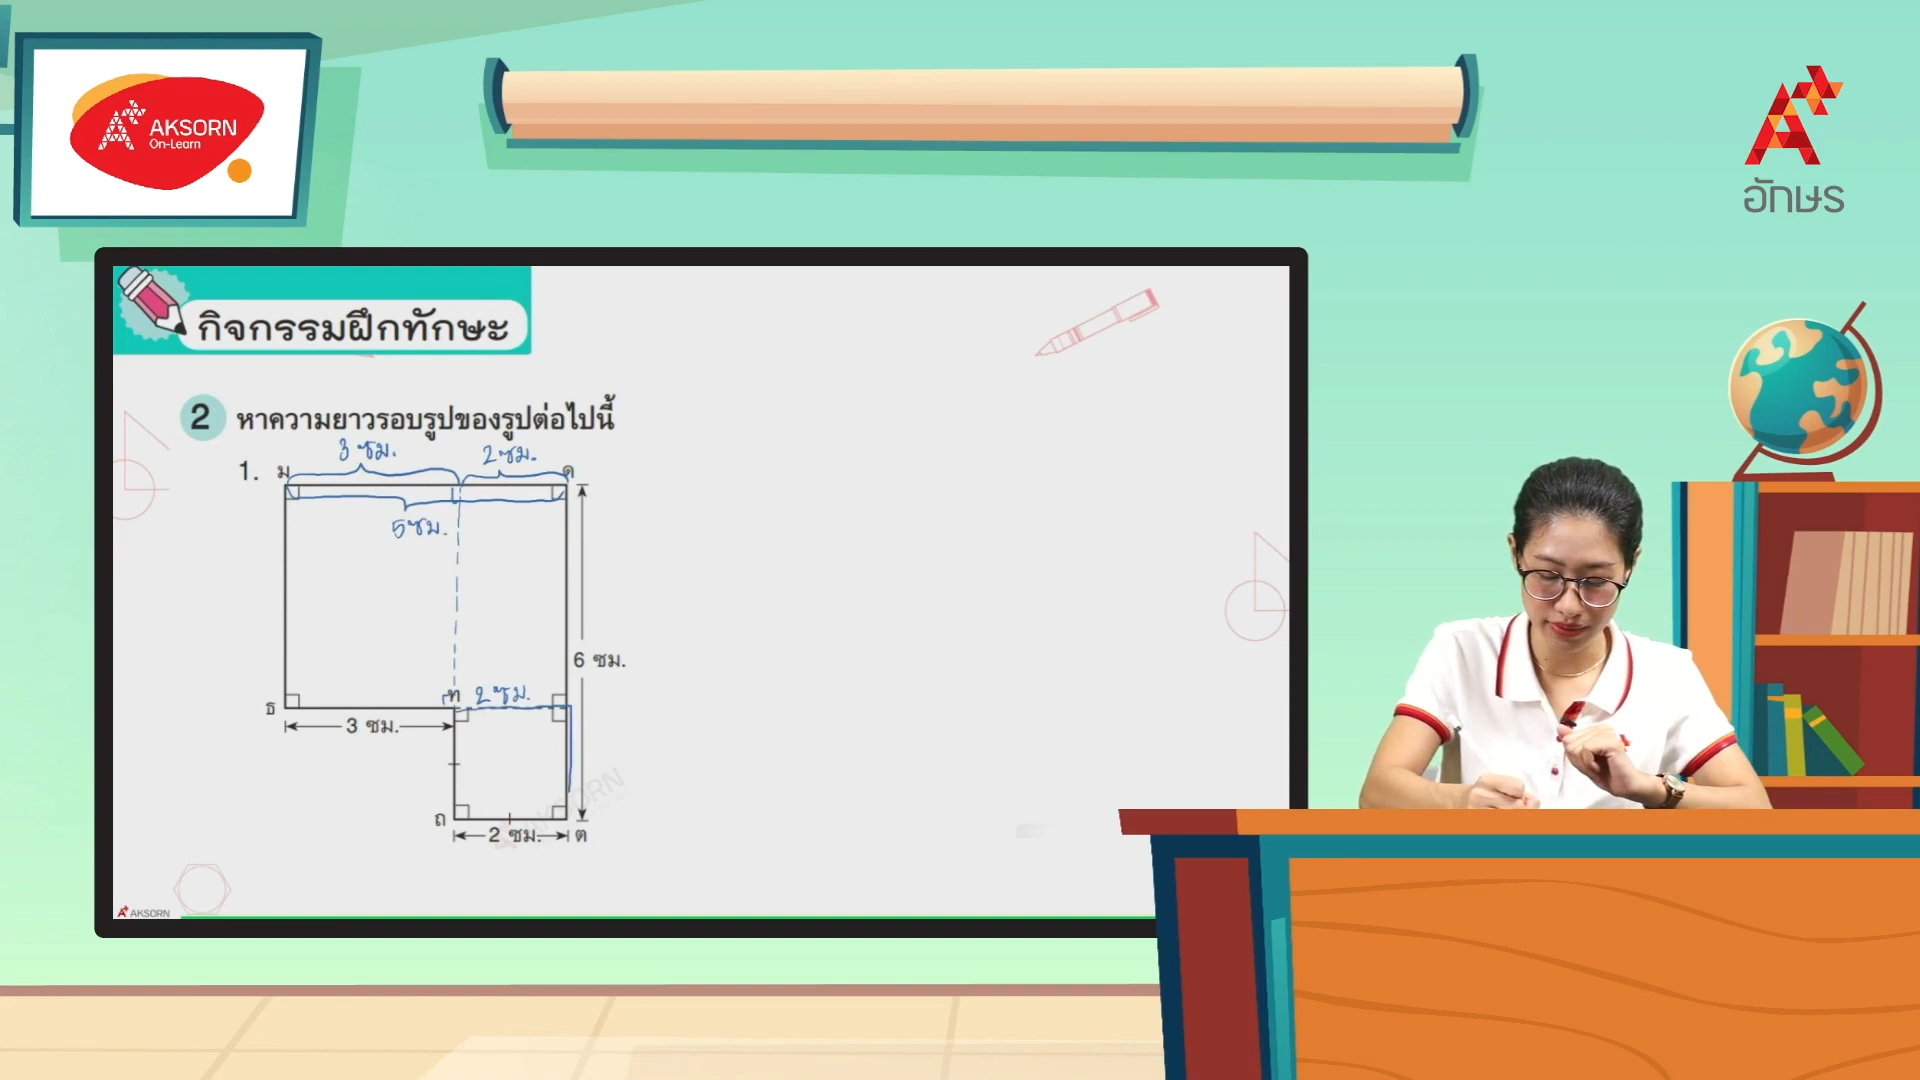 AKSORN
On-Learn
อักษร
กิจกรรมฝึกทักษะ
2 หาความยาวรอบรูปของรูปต่อไปนี้
3 ซม. 2 ซม.
1. ม ด
5 ซม.
6 ซม.
ท 2 ซม.
ธ
3 ซม.
ถ 2 ซม. ต
AKSORN
AKSORN